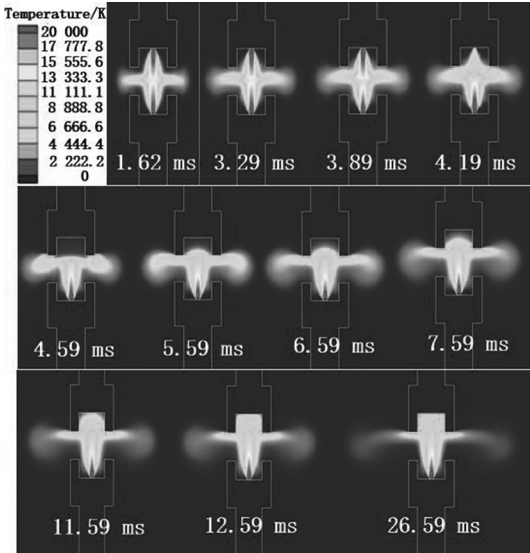 Temperature/K
20 000
17 777.8
15 555.6
13 333.3
11 111.1
8 888.8
6 666.6
4 444.4
2 222.2
0
1.62 ms 3.29 ms 3.89 ms 4.19 ms
4.59 ms 5.59 ms 6.59 ms 7.59 ms
11.59 ms 12.59 ms 26.59 ms